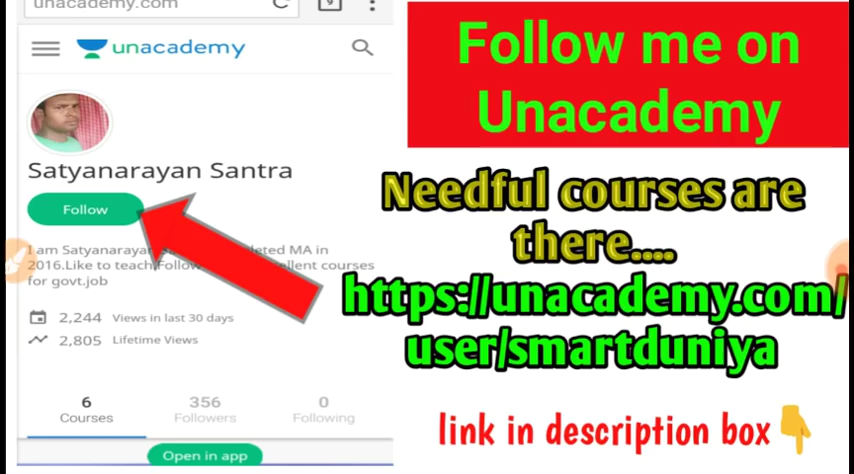 unacademy.com
9
unacademy
Satyanarayan Santra
Follow
I am Satyanarayan MA in
2016.Like to teach.Follow courses
for govt.job
2,244 Views in last 30 days
2,805 Lifetime Views
6 356 0
Courses Followers Following
Open in app
Follow me on
Unacademy
Needful courses are
there....
https://unacademy.com/
user/smartduniya
link in description box👇